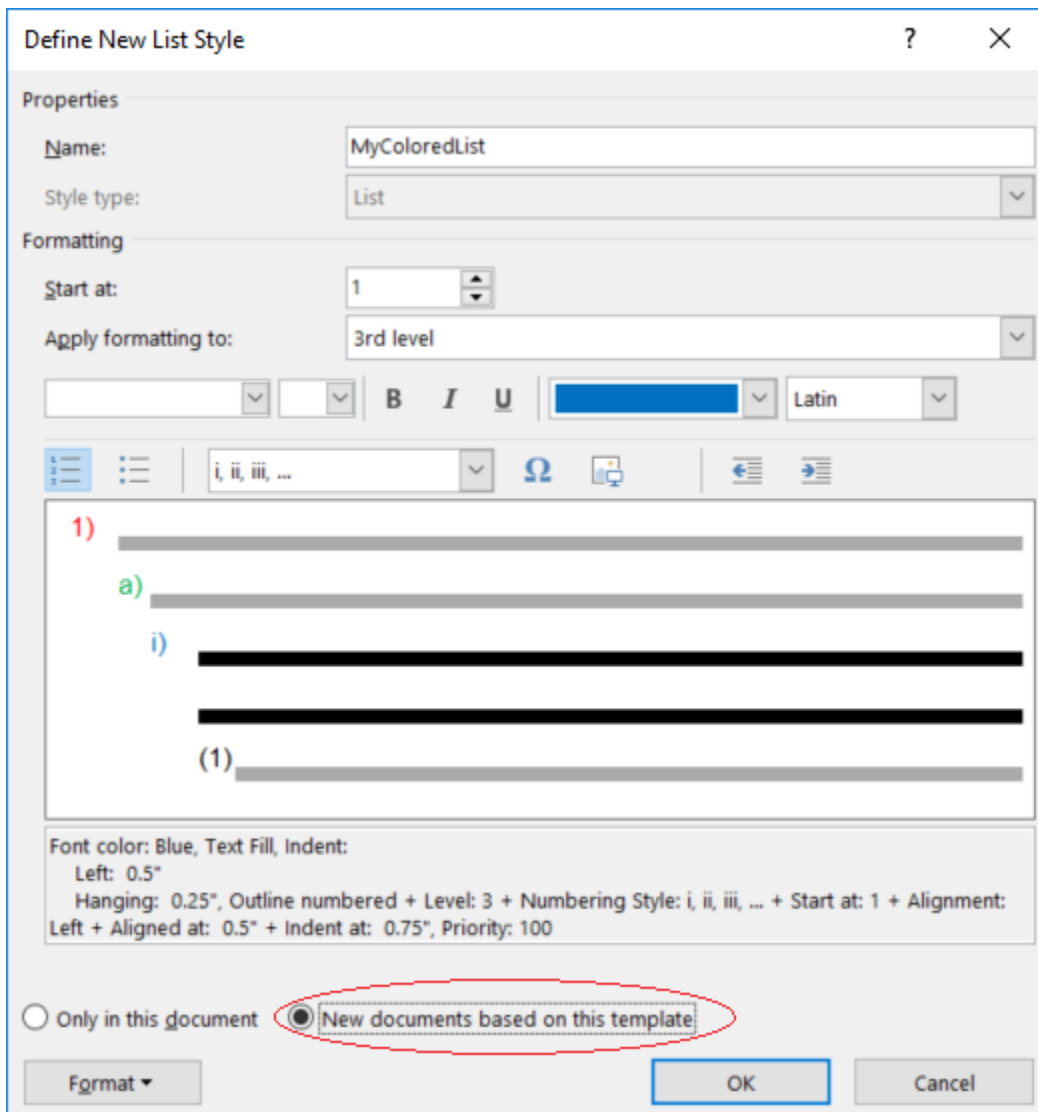 Define New List Style ?
Properties
Name: MyColoredList
Style type: List
Formatting
Start at: 1
Apply formatting to: 3rd level
B I U Latin
i, ii, iii, ... Ω
1)
a)
i)
(1)
Font color: Blue, Text Fill, Indent:
Left: 0.5"
Hanging: 0.25", Outline numbered + Level: 3 + Numbering Style: i, ii, iii, ... + Start at: 1 + Alignment:
Left + Aligned at: 0.5" + Indent at: 0.75", Priority: 100
Only in this document New documents based on this template
Format OK Cancel